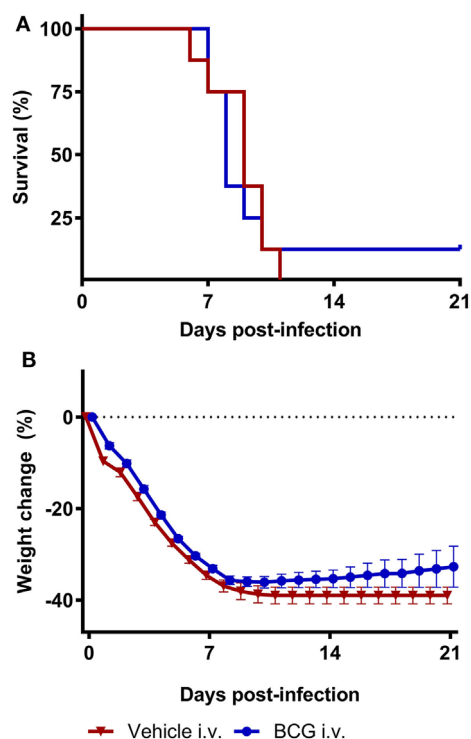 A
100
75
50
25
Survival (%)
0 7 14 21
Days post-infection
B
0
-20
-40
Weight change (%)
0 7 14 21
Days post-infection
Vehicle i.v. BCG i.v.